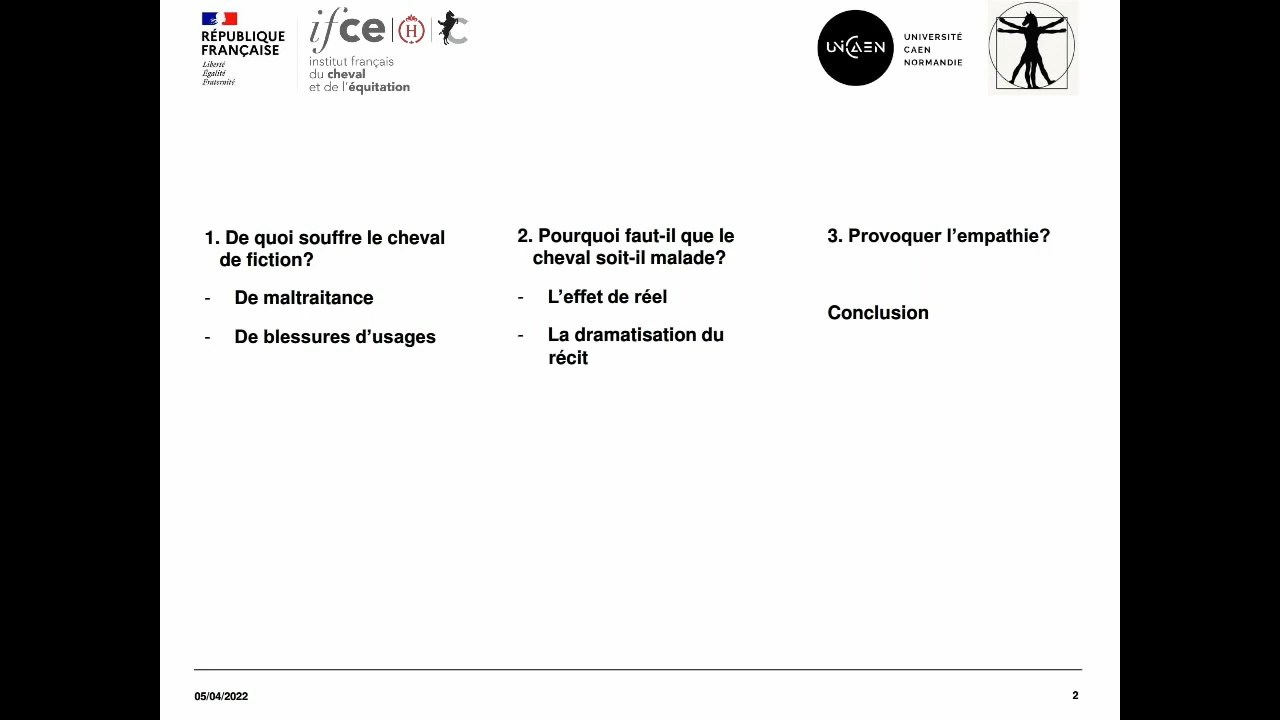 RÉPUBLIQUE
FRANÇAISE
Liberté
Égalité
Fraternité
ifce
H
institut français
du cheval
et de l'équitation
UNICAEN
UNIVERSITÉ
CAEN
NORMANDIE
1. De quoi souffre le cheval
de fiction?
- De maltraitance
- De blessures d'usages
2. Pourquoi faut-il que le
cheval soit-il malade?
- L'effet de réel
- La dramatisation du
récit
3. Provoquer l'empathie?
Conclusion
05/04/2022
2